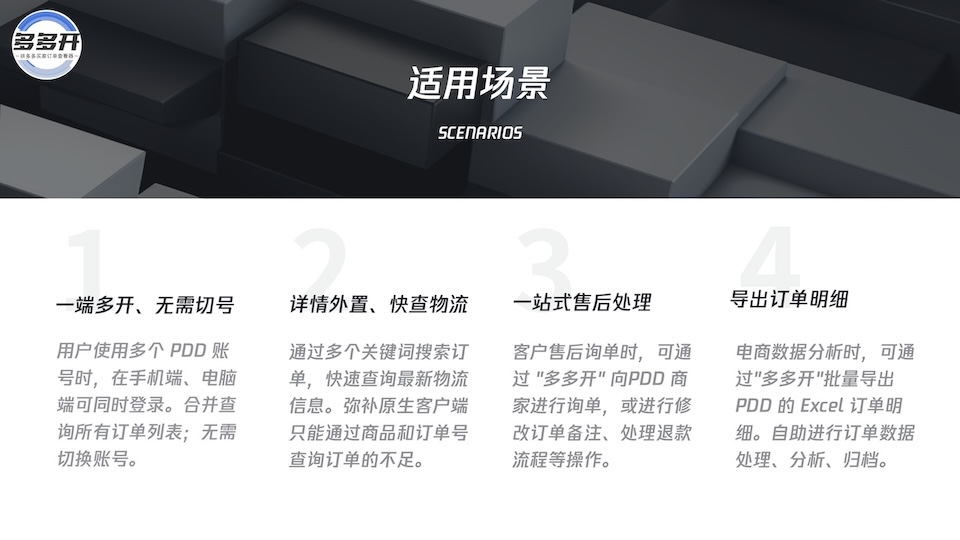 多多开
拼多多买家订单查看器
适用场景
SCENARIOS
1
一端多开、无需切号
用户使用多个 PDD 账
号时，在手机端、电脑
端可同时登录。合并查
询所有订单列表；无需
切换账号。
2
详情外置、快查物流
通过多个关键词搜索订
单，快速查询最新物流
信息。弥补原生客户端
只能通过商品和订单号
查询订单的不足。
3
一站式售后处理
客户售后询单时，可通
过 "多多开" 向PDD 商
家进行询单，或进行修
改订单备注、处理退款
流程等操作。
4
导出订单明细
电商数据分析时，可通
过"多多开"批量导出
PDD 的 Excel 订单明
细。自助进行订单数据
处理、分析、归档。